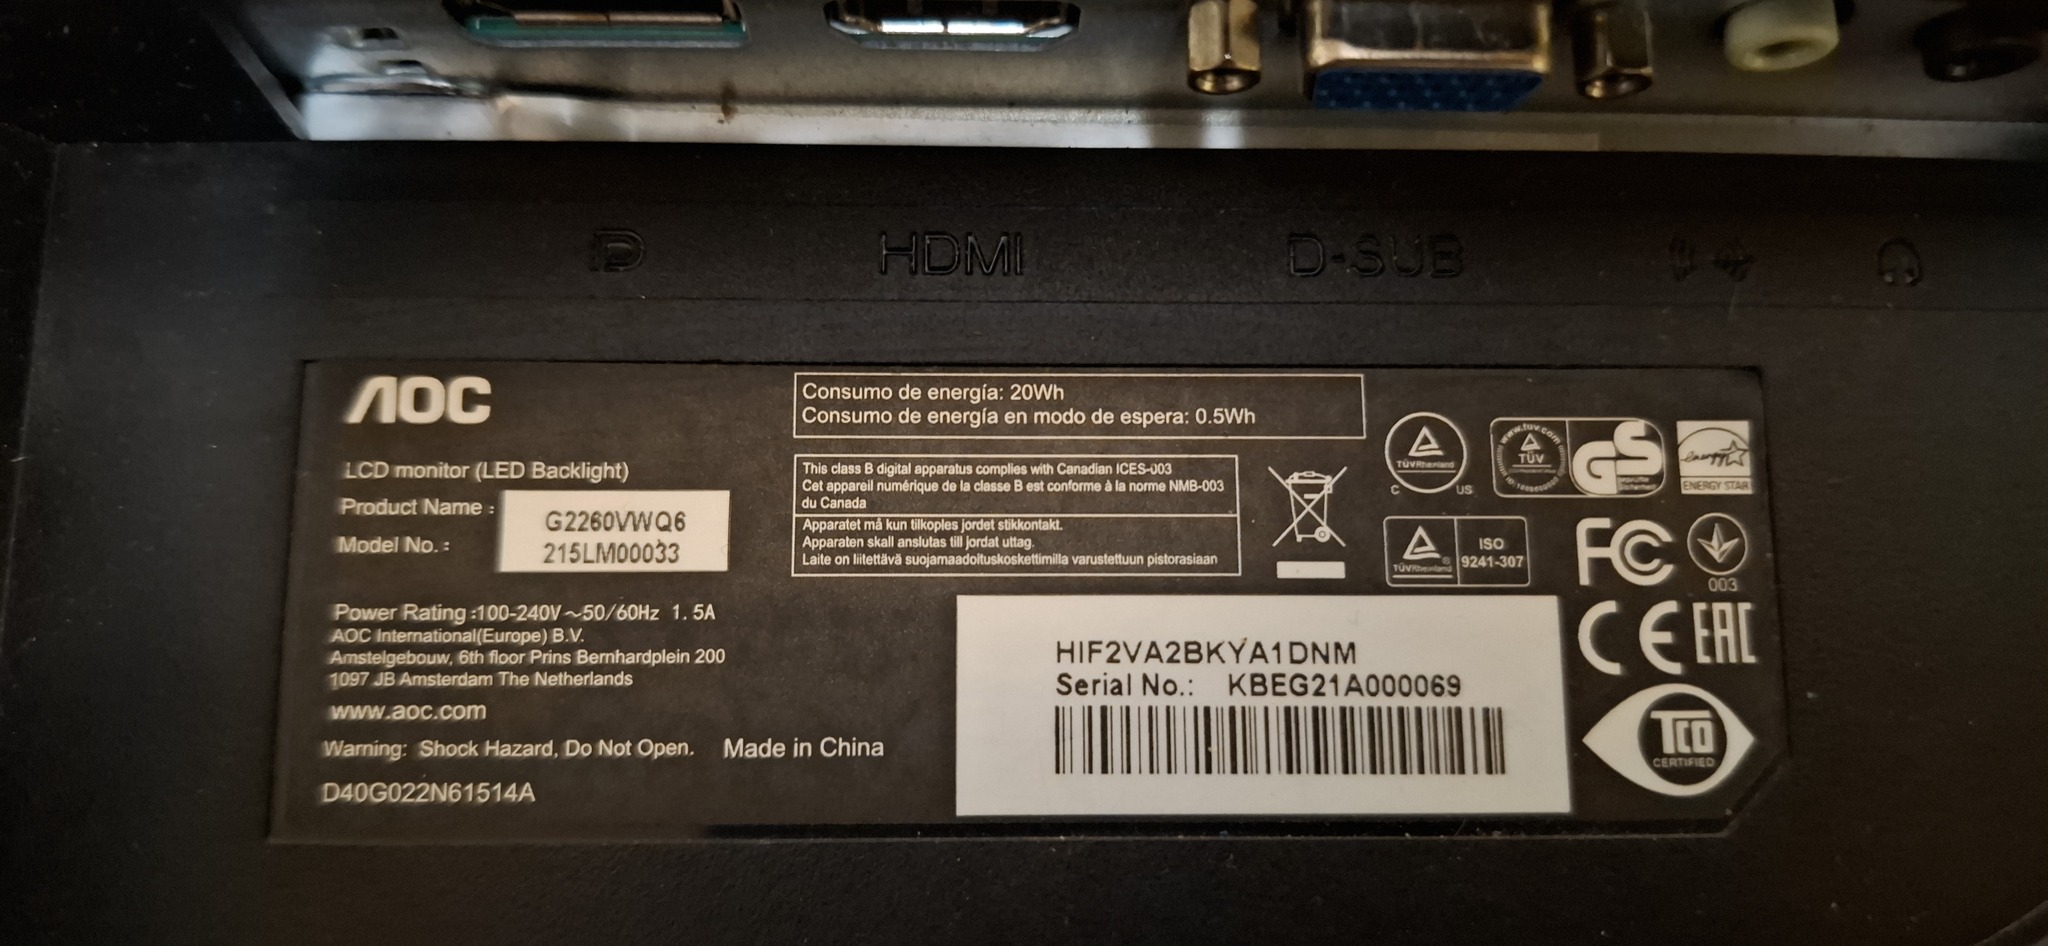 HDMI
D-SUB
AOC
LCD monitor (LED Backlight)
Product Name : G2260VWQ6
Model No. : 215LM00033
Power Rating :100-240V~50/60Hz 1.5A
AOC International(Europe) B.V.
Amstelgebouw, 6th floor Prins Bernhardplein 200
1097 JB Amsterdam The Netherlands
www.aoc.com
Warning: Shock Hazard, Do Not Open. Made in China
D40G022N61514A
Consumo de energía: 20Wh
Consumo de energía en modo de espera: 0.5Wh
This class B digital apparatus complies with Canadian ICES-003
Cet appareil numérique de la classe B est conforme à la norme NMB-003
du Canada
Apparatet må kun tilkoples jordet stikkontakt.
Apparaten skall anslutas till jordat uttag.
Laite on liitettävä suojamaadoituskoskettimilla varustettuun pistorasiaan
HIF2VA2BKYA1DNM
Serial No.: KBEG21A000069
TÜVRheinland
C US
www.tuv.com
TÜV
GS
energy
ENERGY STAR
TÜVRheinland ®
ISO
9241-307
FC
003
CE
EAC
TCO
CERTIFIED